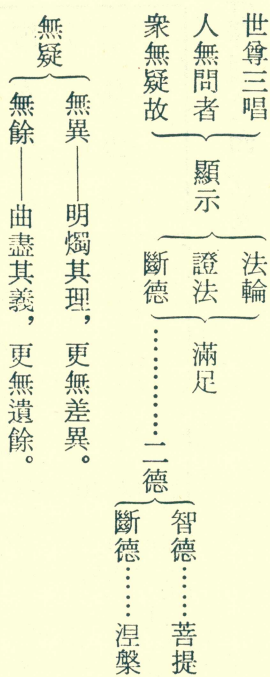 世尊三唱
人無問者
衆無疑故
顯示
法輪
證法
斷德
滿足
……………二德
智德………菩提
斷德………涅槃
無疑
無異——明燭其理，更無差異。
無餘——曲盡其義，更無遺餘。